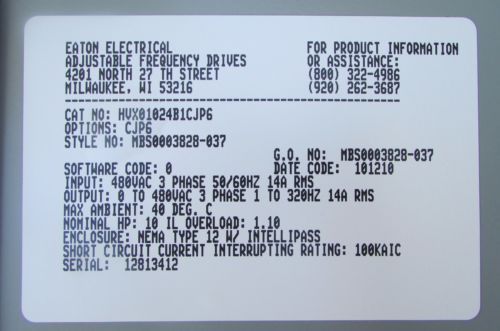 EATON ELECTRICAL
ADJUSTABLE FREQUENCY DRIVES
4201 NORTH 27 TH STREET
MILWAUKEE, WI 53216
FOR PRODUCT INFORMATION
OR ASSISTANCE:
(800) 322-4986
(920) 262-3687
CAT NO: HVX01024B1CJP6
OPTIONS: CJP6
STYLE NO: MBS0003828-037
G.O. NO: MBS0003828-037
SOFTWARE CODE: 0 DATE CODE: 101210
INPUT: 480VAC 3 PHASE 50/60HZ 14A RMS
OUTPUT: 0 TO 480VAC 3 PHASE 1 TO 320HZ 14A RMS
MAX AMBIENT: 40 DEG. C
NOMINAL HP: 10 IL OVERLOAD: 1.10
ENCLOSURE: NEMA TYPE 12 W/ INTELLIPASS
SHORT CIRCUIT CURRENT INTERRUPTING RATING: 100KAIC
SERIAL: 12813412